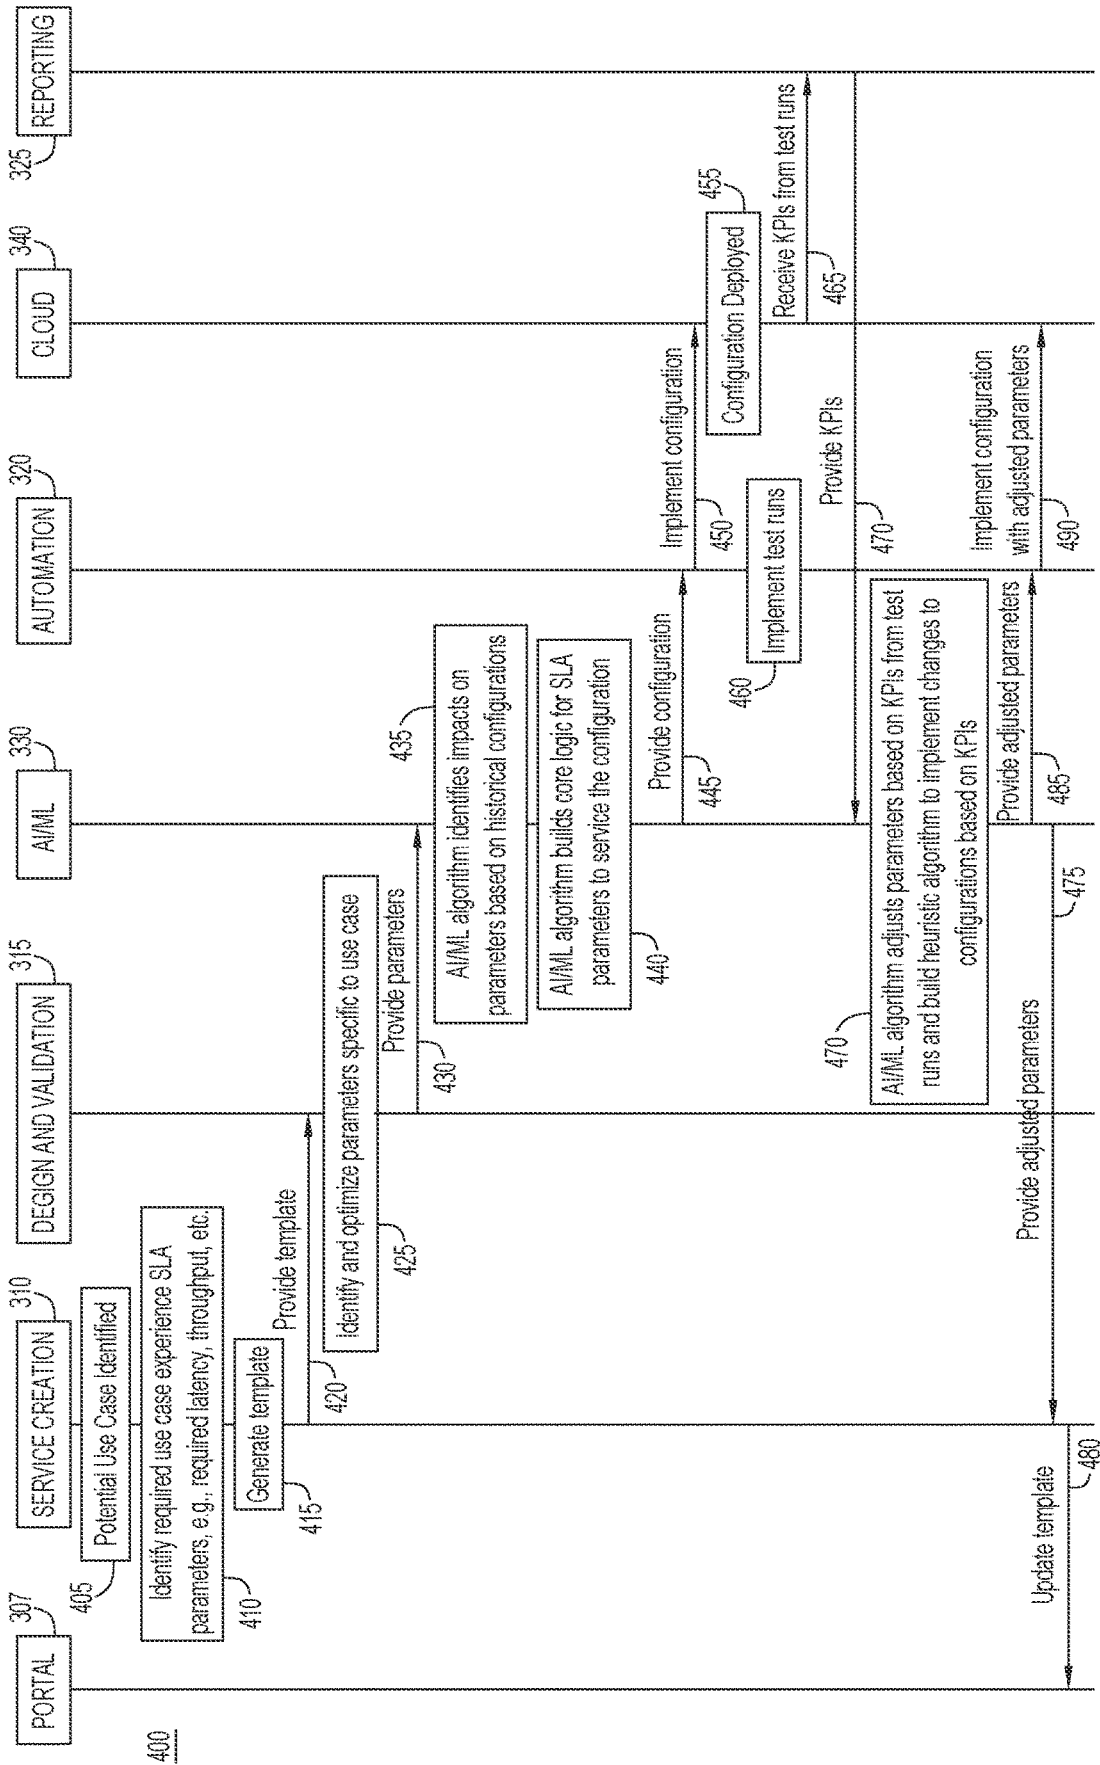 400
PORTAL
307
SERVICE CREATION
310
DEGIGN AND VALIDATION
315
AI/ML
330
AUTOMATION
320
CLOUD
340
REPORTING
325
Potential Use Case Identified
405
Identify required use case experience SLA
parameters, e.g., required latency, throughput, etc.
410
Generate template
415
Provide template
420
Identify and optimize parameters specific to use case
425
Provide parameters
430
AI/ML algorithm identifies impacts on
parameters based on historical configurations
435
AI/ML algorithm builds core logic for SLA
parameters to service the configuration
440
Provide configuration
445
Implement configuration
450
Configuration Deployed
455
Implement test runs
460
Receive KPIs from test runs
465
Provide KPIs
470
AI/ML algorithm adjusts parameters based on KPIs from test
runs and build heuristic algorithm to implement changes to
configurations based on KPIs
470
Provide adjusted parameters
475
Update template
480
Provide adjusted parameters
485
Implement configuration
with adjusted parameters
490